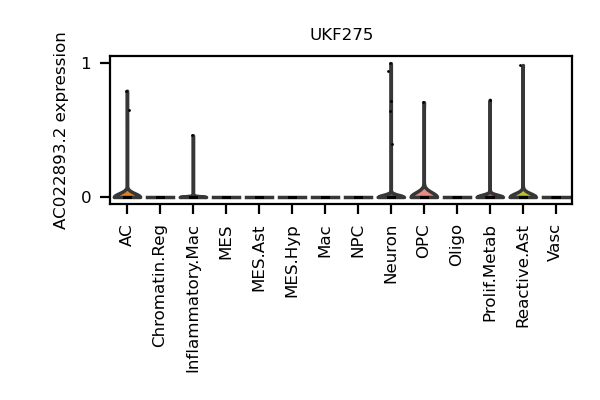 UKF275
AC022893.2 expression
1
0
AC
Chromatin.Reg
Inflammatory.Mac
MES
MES.Ast
MES.Hyp
Mac
NPC
Neuron
OPC
Oligo
Prolif.Metab
Reactive.Ast
Vasc